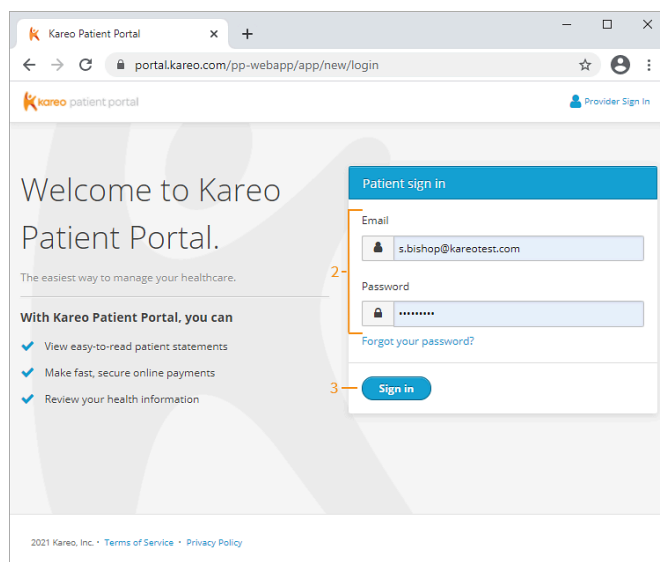 Kareo Patient Portal
portal.kareo.com/pp-webapp/app/new/login
kareo patient portal
Provider Sign In
Welcome to Kareo
Patient Portal.
The easiest way to manage your healthcare.
With Kareo Patient Portal, you can
View easy-to-read patient statements
Make fast, secure online payments
Review your health information
Patient sign in
Email
2
s.bishop@kareotest.com
Password
•••••••••
Forgot your password?
3
Sign in
2021 Kareo, Inc. • Terms of Service • Privacy Policy